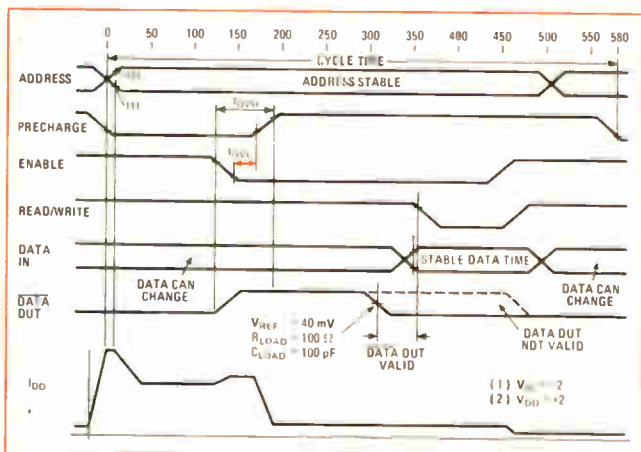 0 50 100 150 200 250 300 350 400 450 500 580
CYCLE TIME
ADDRESS
ADDRESS STABLE
PRECHARGE
ENABLE
READ/WRITE
DATA IN
STABLE DATA TIME
DATA CAN CHANGE
DATA CAN CHANGE
DATA OUT
VREF 40 mV
RLOAD 100 Ω
CLOAD 100 pF
DATA OUT VALID
DATA OUT NOT VALID
IDD
(1) V
(2) VDD